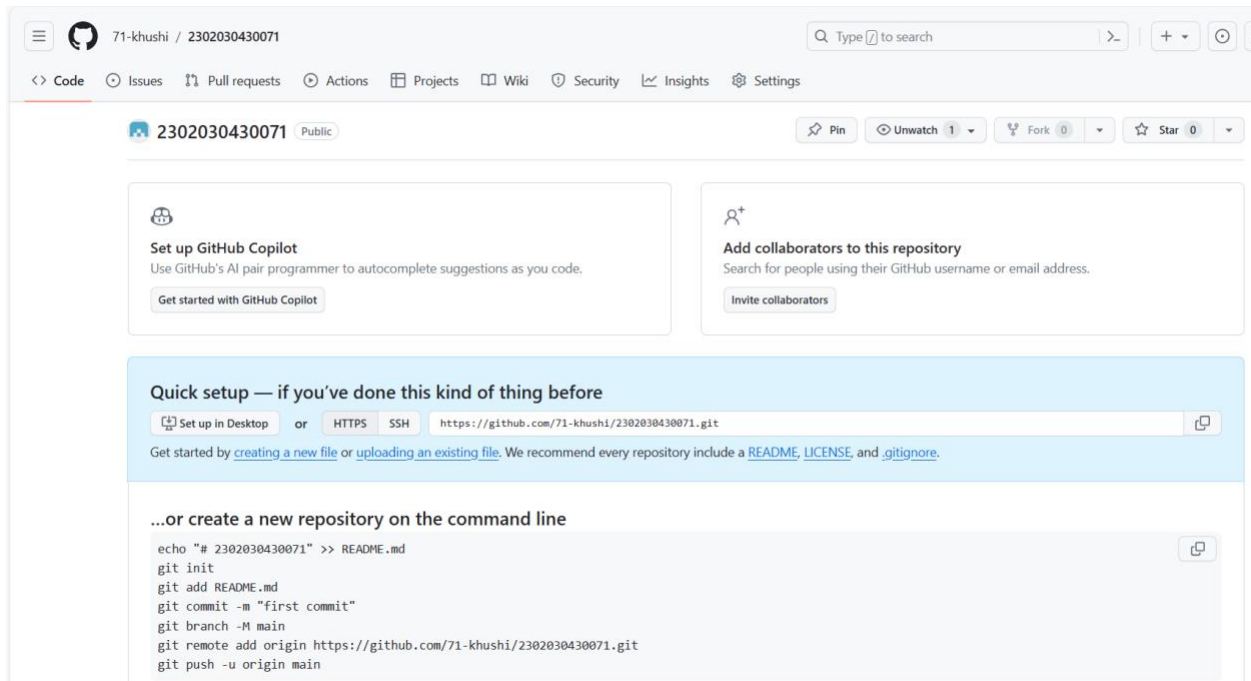 71-khushi / 2302030430071
Type / to search
Code Issues Pull requests Actions Projects Wiki Security Insights Settings
2302030430071 Public
Pin Unwatch 1 Fork 0 Star 0
Set up GitHub Copilot
Use GitHub's AI pair programmer to autocomplete suggestions as you code.
Get started with GitHub Copilot
Add collaborators to this repository
Search for people using their GitHub username or email address.
Invite collaborators
Quick setup — if you've done this kind of thing before
Set up in Desktop or HTTPS SSH https://github.com/71-khushi/2302030430071.git
Get started by creating a new file or uploading an existing file. We recommend every repository include a README, LICENSE, and .gitignore.
...or create a new repository on the command line
echo "# 2302030430071" >> README.md
git init
git add README.md
git commit -m "first commit"
git branch -M main
git remote add origin https://github.com/71-khushi/2302030430071.git
git push -u origin main